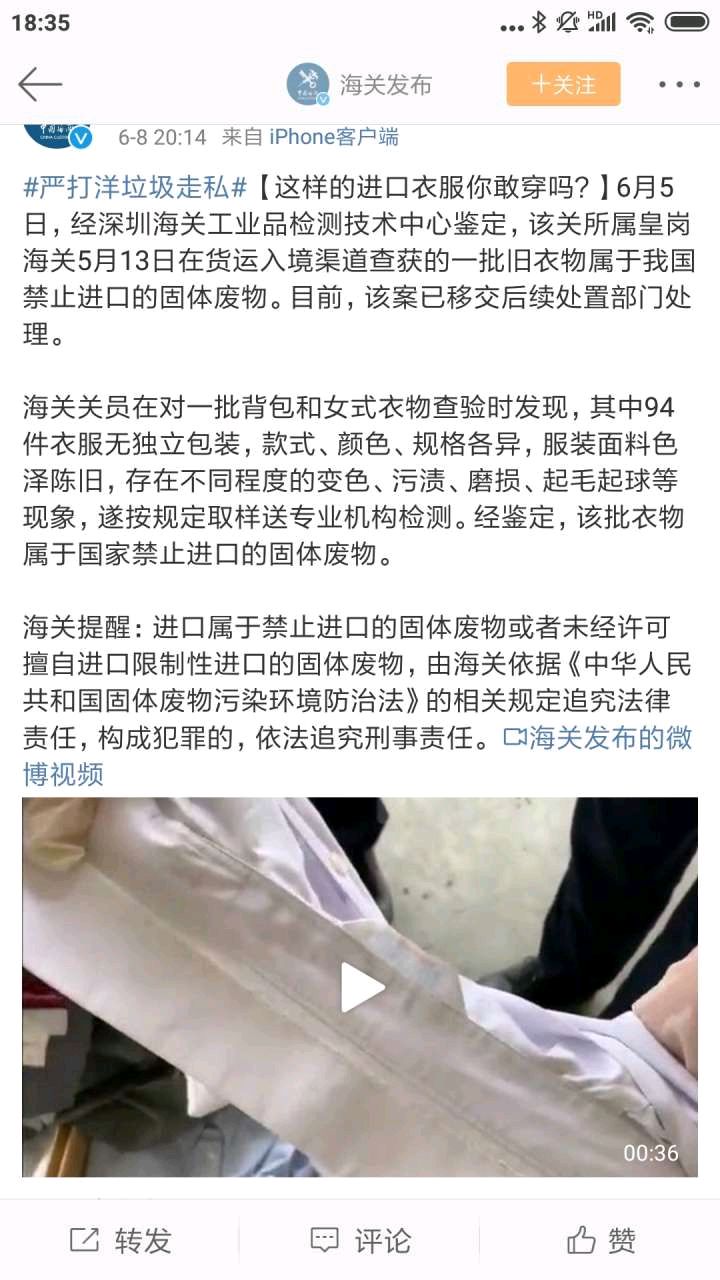 18:35
HD
海关发布
+关注
6-8 20:14 来自 iPhone客户端
#严打洋垃圾走私#【这样的进口衣服你敢穿吗？】6月5
日，经深圳海关工业品检测技术中心鉴定，该关所属皇岗
海关5月13日在货运入境渠道查获的一批旧衣物属于我国
禁止进口的固体废物。目前，该案已移交后续处置部门处
理。
海关关员在对一批背包和女式衣物查验时发现，其中94
件衣服无独立包装，款式、颜色、规格各异，服装面料色
泽陈旧，存在不同程度的变色、污渍、磨损、起毛起球等
现象，遂按规定取样送专业机构检测。经鉴定，该批衣物
属于国家禁止进口的固体废物。
海关提醒：进口属于禁止进口的固体废物或者未经许可
擅自进口限制性进口的固体废物，由海关依据《中华人民
共和国固体废物污染环境防治法》的相关规定追究法律
责任，构成犯罪的，依法追究刑事责任。海关发布的微
博视频
00:36
转发
评论
赞